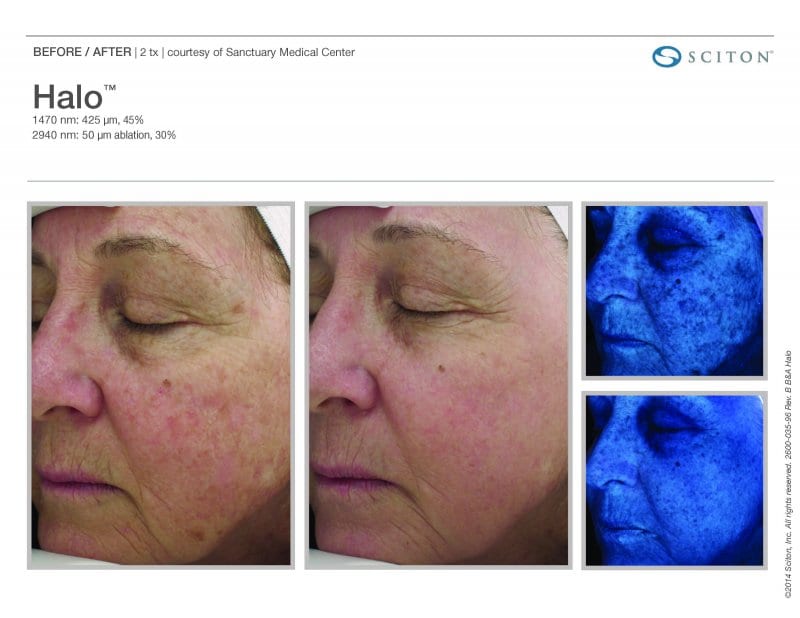 BEFORE / AFTER | 2 tx | courtesy of Sanctuary Medical Center
SCITON®
Halo™
1470 nm: 425 µm, 45%
2940 nm: 50 µm ablation, 30%
©2014 Sciton, Inc. All rights reserved. 2600-035-96 Rev. B B&A Halo